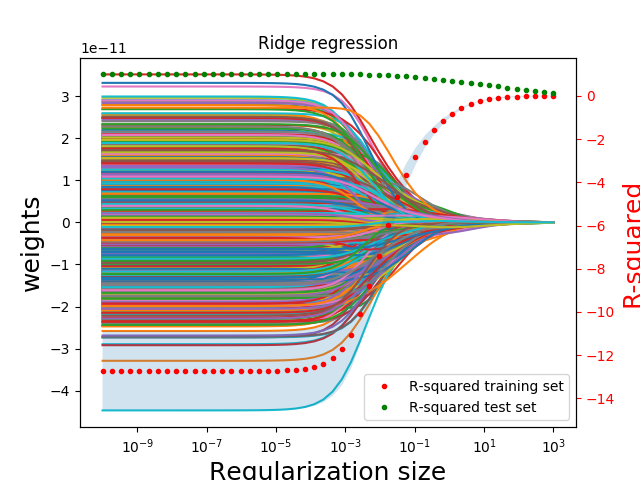 Ridge regression
1e−11
weights
3
2
1
0
−1
−2
−3
−4
0
−2
−4
−6
−8
−10
−12
−14
R-squared
R-squared training set
R-squared test set
10⁻⁹ 10⁻⁷ 10⁻⁵ 10⁻³ 10⁻¹ 10¹ 10³
Regularization size